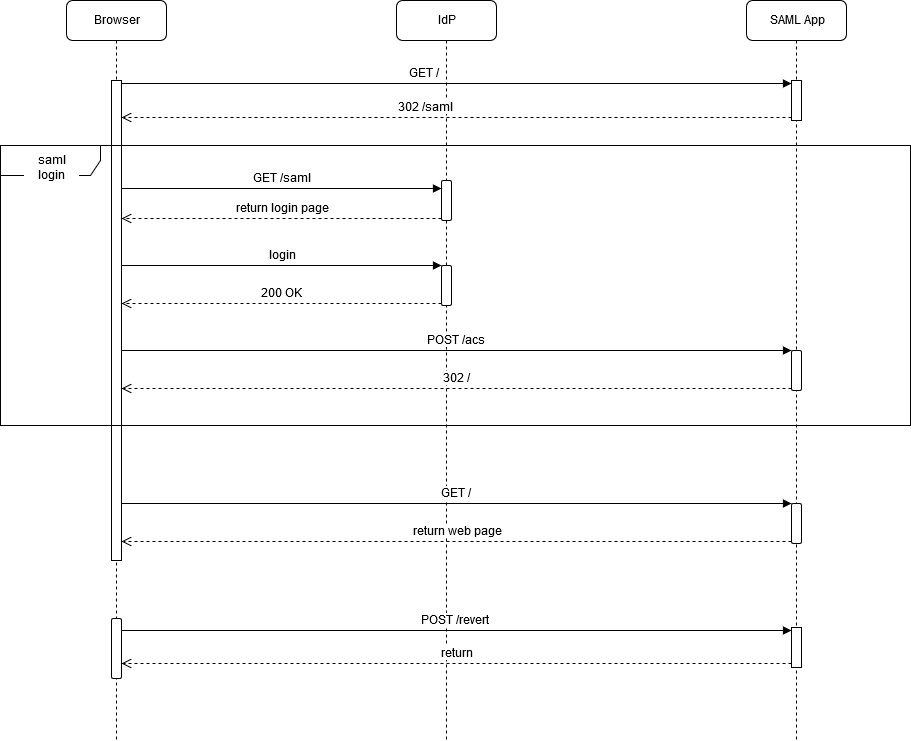 Browser
IdP
SAML App
GET /
302 /saml
saml
login
GET /saml
return login page
login
200 OK
POST /acs
302 /
GET /
return web page
POST /revert
return